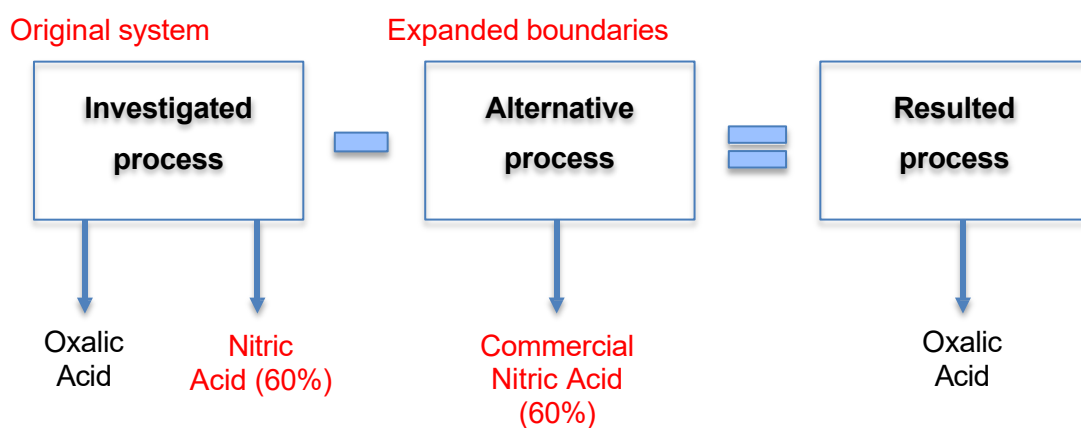 Original system
Expanded boundaries
Investigated
process
Alternative
process
Resulted
process
Oxalic
Acid
Nitric
Acid (60%)
Commercial
Nitric Acid
(60%)
Oxalic
Acid